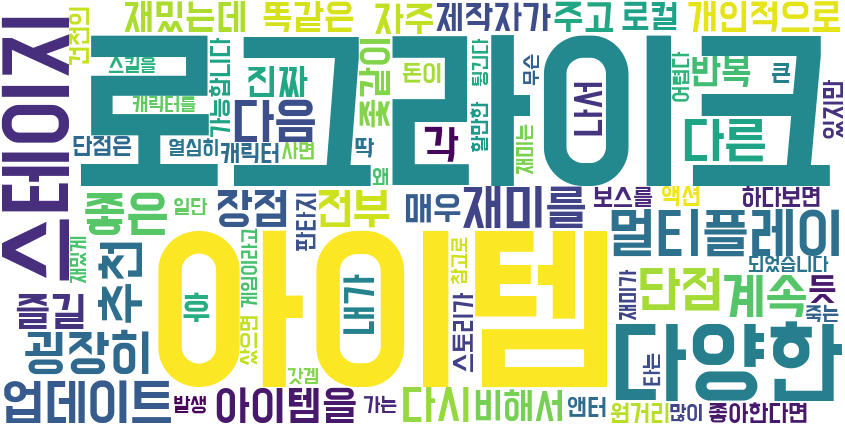 재밌는데 똑같은 자주 제작자가 주고 로컬 개인적으로
건전의
스킬을
캐릭터를
가능합니다
진짜
좆같이
돈이
팅긴다
무슨
어렵다
반복
큰
있지만
로그라이크
스테이지
단점은 열심히 캐릭터 사면
다음
딱
왜
각
할만한
재미는
나서
다른
좋은
일단
장점
판타지
전부
매우
재미를
보스를
액션
하다보면
멀티플레이
되었습니다
재밌게
추천
아이템
후
내가
게임이라고
참고로
스토리가
재미가
단점
계속
듯
죽는
즐길
굉장히
샀으면
갓겜
타는
다양한
업데이트
발생
아이템을
가는
다시
비해서
앤터
원거리
많이
좋아한다면